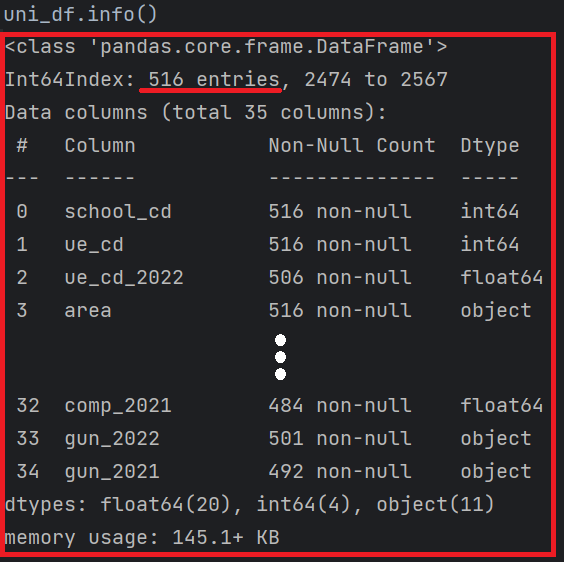 uni_df.info()
<class 'pandas.core.frame.DataFrame'>
Int64Index: 516 entries, 2474 to 2567
Data columns (total 35 columns):
 #   Column           Non-Null Count  Dtype
---  ------           --------------  -----
 0   school_cd        516 non-null    int64
 1   ue_cd            516 non-null    int64
 2   ue_cd_2022       506 non-null    float64
 3   area             516 non-null    object
 32  comp_2021        484 non-null    float64
 33  gun_2022         501 non-null    object
 34  gun_2021         492 non-null    object
dtypes: float64(20), int64(4), object(11)
memory usage: 145.1+ KB